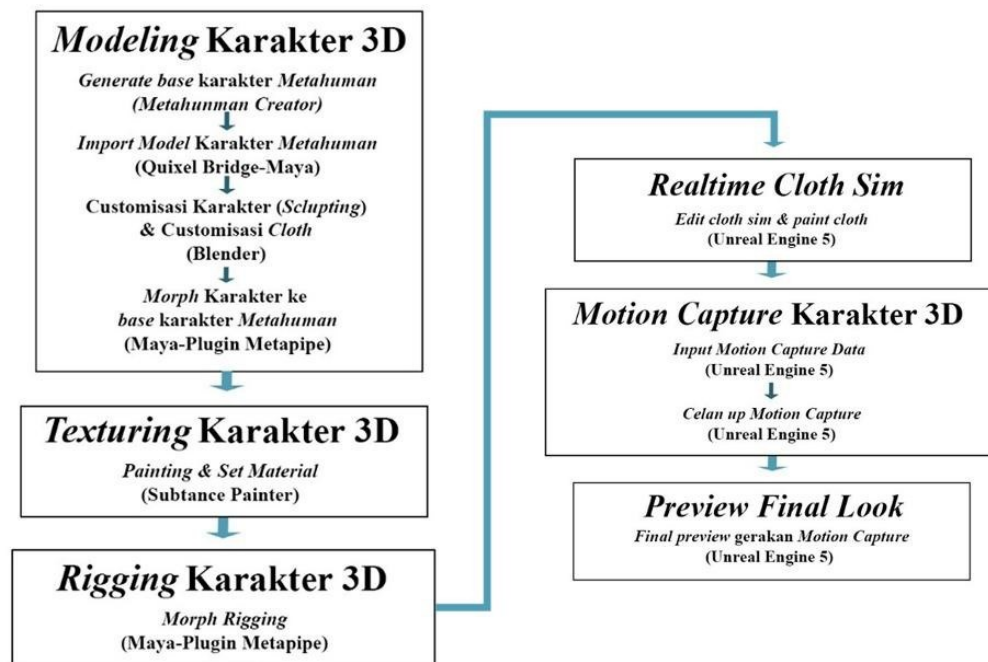 Modeling Karakter 3D
Generate base karakter Metahuman
(Metahunman Creator)
Import Model Karakter Metahuman
(Quixel Bridge-Maya)
Customisasi Karakter (Sclupting)
& Customisasi Cloth
(Blender)
Morph Karakter ke
base karakter Metahuman
(Maya-Plugin Metapipe)
Texturing Karakter 3D
Painting & Set Material
(Subtance Painter)
Rigging Karakter 3D
Morph Rigging
(Maya-Plugin Metapipe)
Realtime Cloth Sim
Edit cloth sim & paint cloth
(Unreal Engine 5)
Motion Capture Karakter 3D
Input Motion Capture Data
(Unreal Engine 5)
Celan up Motion Capture
(Unreal Engine 5)
Preview Final Look
Final preview gerakan Motion Capture
(Unreal Engine 5)